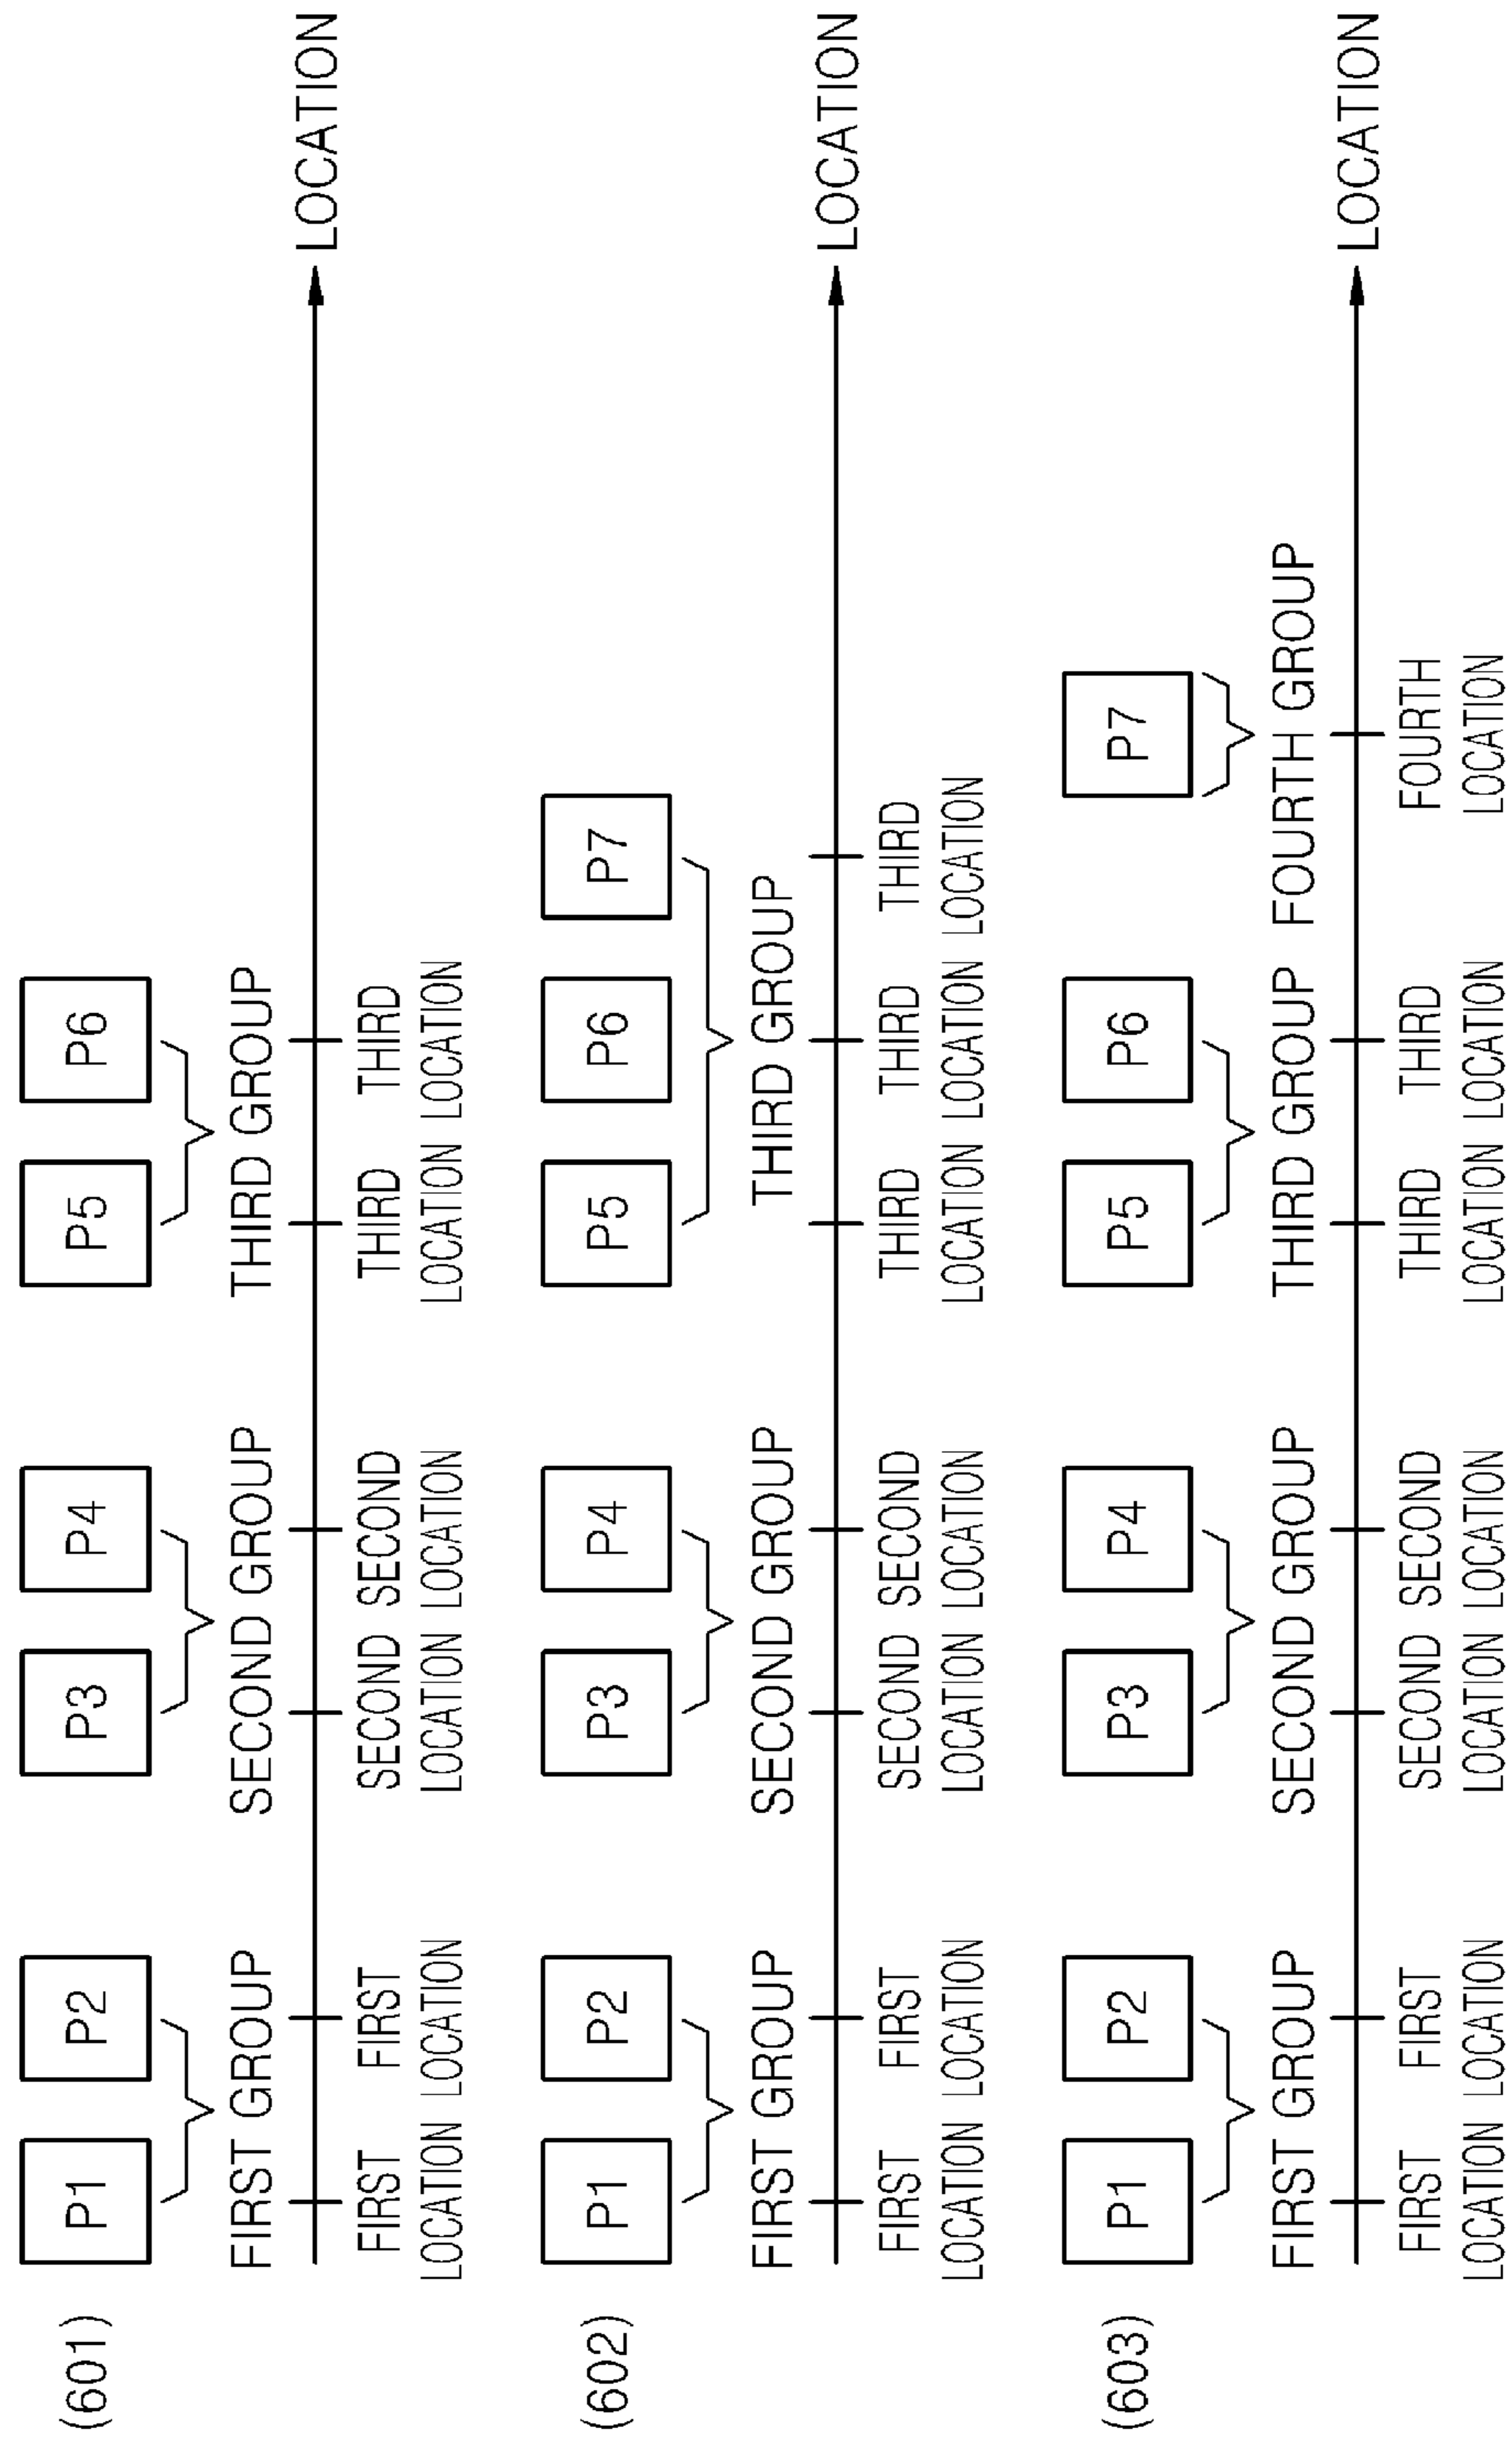 (601)
P1 P2 P3 P4 P5 P6
FIRST GROUP SECOND GROUP THIRD GROUP
LOCATION
FIRST FIRST SECOND SECOND THIRD THIRD
LOCATION LOCATION LOCATION LOCATION LOCATION LOCATION
(602)
P1 P2 P3 P4 P5 P6 P7
FIRST GROUP SECOND GROUP THIRD GROUP
LOCATION
FIRST FIRST SECOND SECOND THIRD THIRD THIRD
LOCATION LOCATION LOCATION LOCATION LOCATION LOCATION LOCATION
(603)
P1 P2 P3 P4 P5 P6 P7
FIRST GROUP SECOND GROUP THIRD GROUP FOURTH GROUP
LOCATION
FIRST FIRST SECOND SECOND THIRD THIRD FOURTH
LOCATION LOCATION LOCATION LOCATION LOCATION LOCATION LOCATION